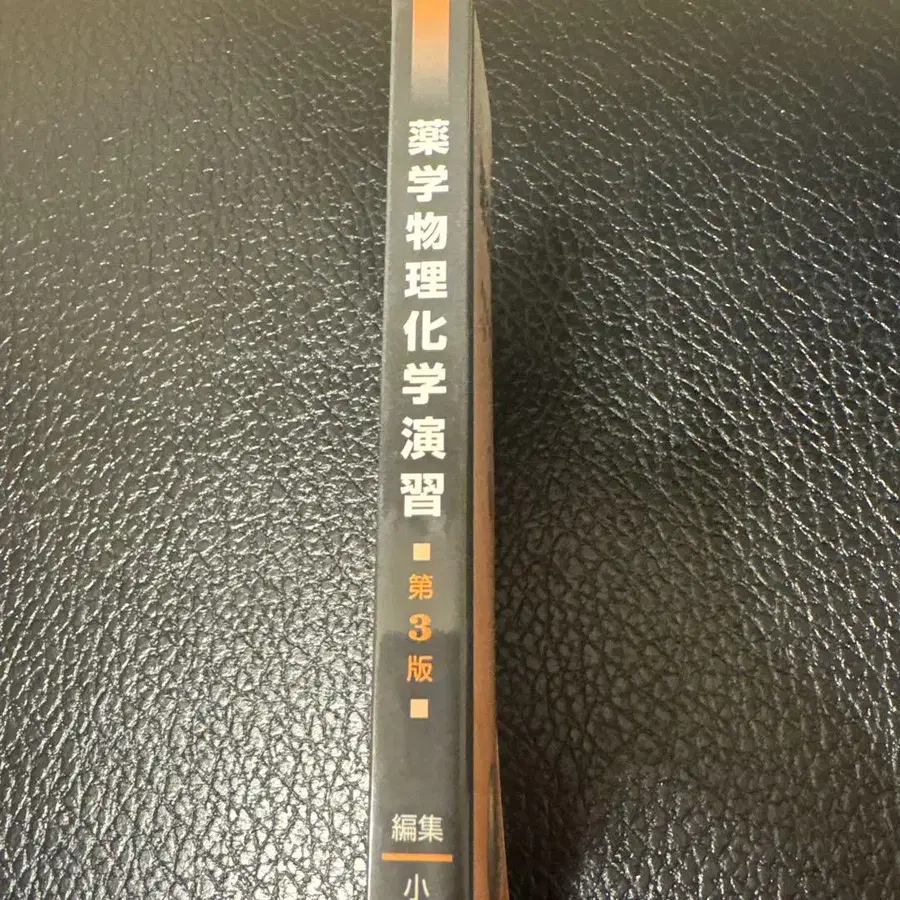 薬学物理化学演習
第3版
編集
小